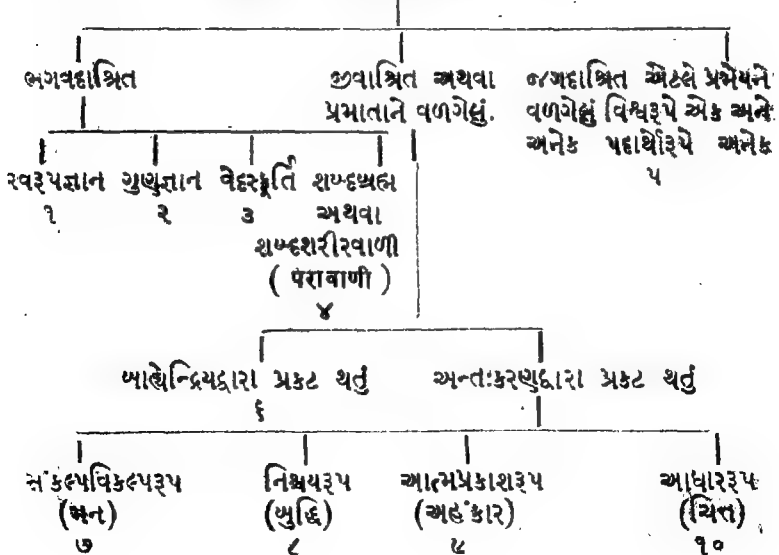 ભગવદાશ્રિત
જીવાશ્રિત અથવા
પ્રમાતાને વળગેલું.
જગદાશ્રિત એટલે પ્રમેયને
વળગેલું વિશ્વરૂપે એક અને
અનેક પદાર્થોરૂપે અનેક
૫
સ્વરૂપજ્ઞાન
૧
ગુણજ્ઞાન
૨
વેદસ્ફૂર્તિ
૩
શબ્દબ્રહ્મ
અથવા
શબ્દશરીરવાળી
( પરાવાણી )
૪
બાહ્યેન્દ્રિયદ્વારા પ્રકટ થતું
૬
અન્તઃકરણદ્વારા પ્રકટ થતું
સંકલ્પવિકલ્પરૂપ
(મન)
૭
નિશ્ચયરૂપ
(બુદ્ધિ)
૮
આત્મપ્રકાશરૂપ
(અહંકાર)
૯
આધારરૂપ
(ચિત્ત)
૧૦